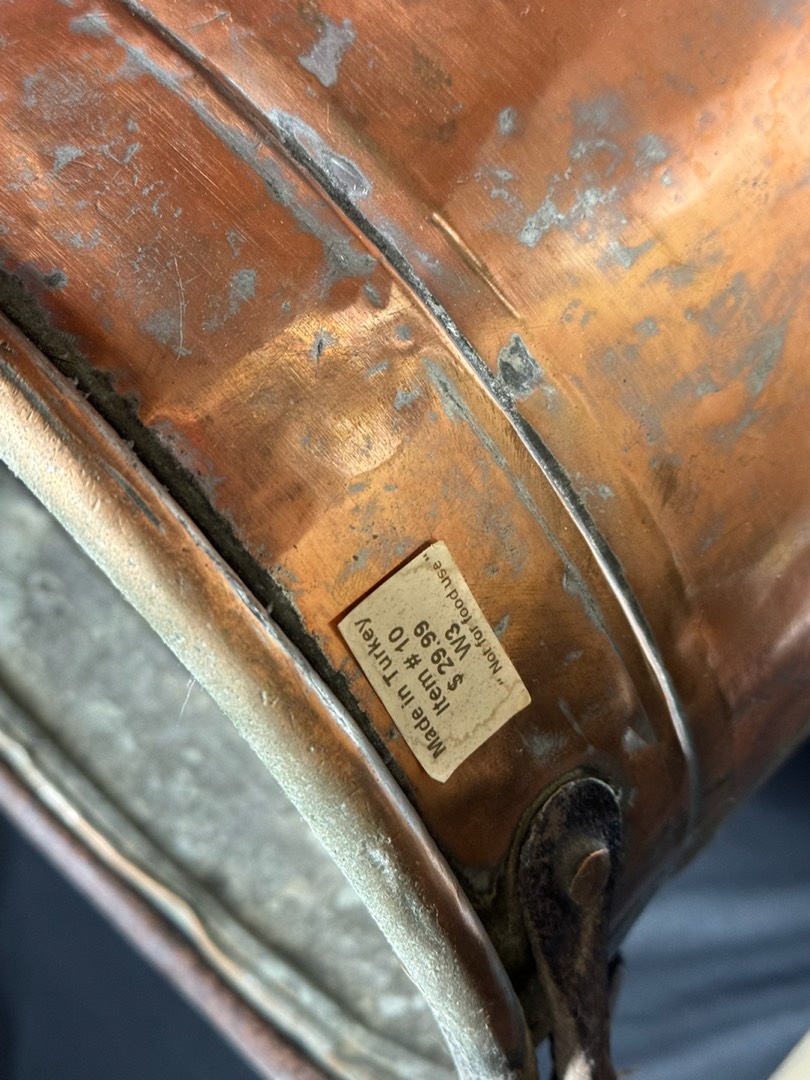 Made in Turkey
Item # 10
$ 29.99
W3
"Not for food use"